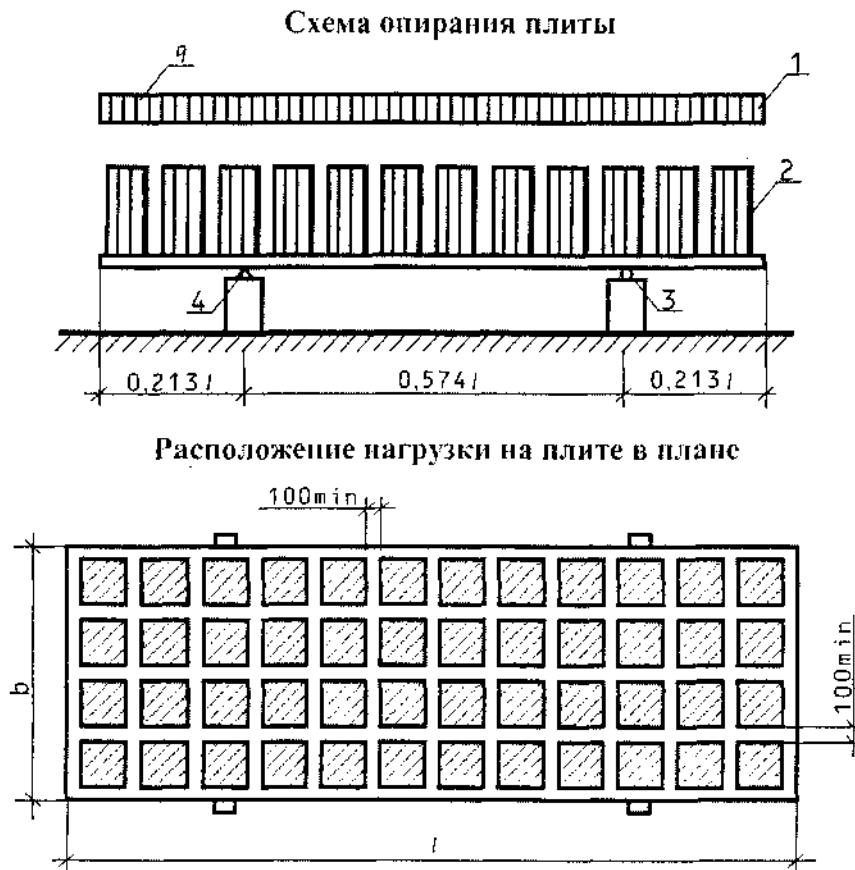 Схема опирания плиты
q
1
2
4
3
0,213l
0,574l
0,213l
Расположение нагрузки на плите в плане
100min
b
100min
l